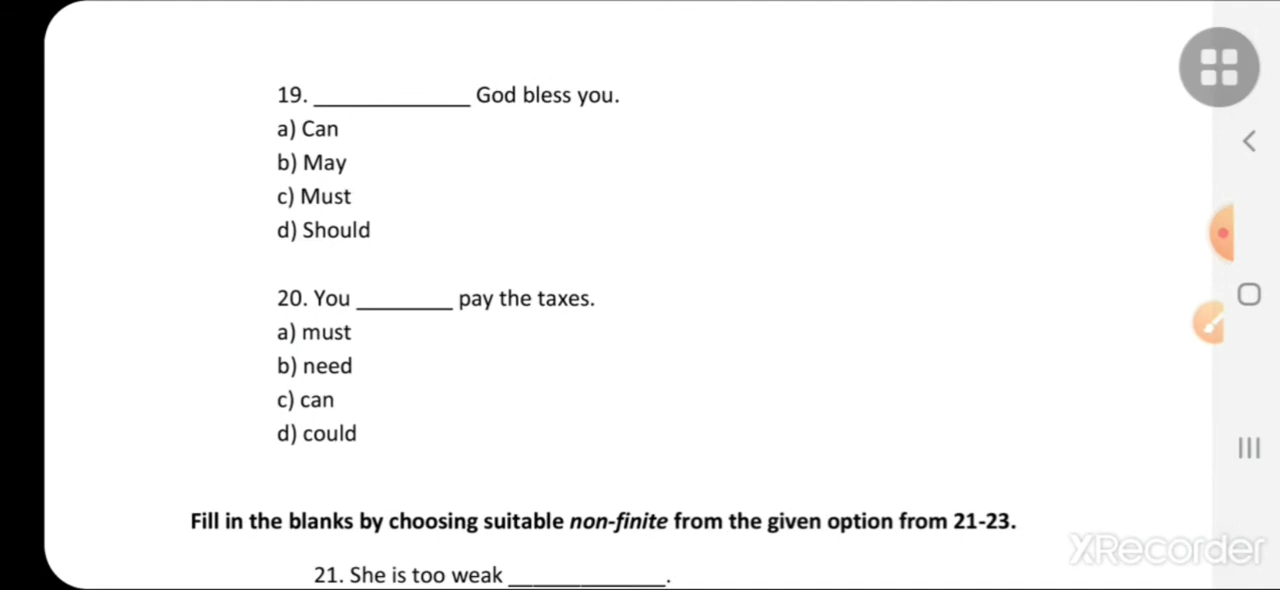 19. _____________ God bless you.
a) Can
b) May
c) Must
d) Should
20. You ________ pay the taxes.
a) must
b) need
c) can
d) could
Fill in the blanks by choosing suitable non-finite from the given option from 21-23.
21. She is too weak _____________.
XRecorder